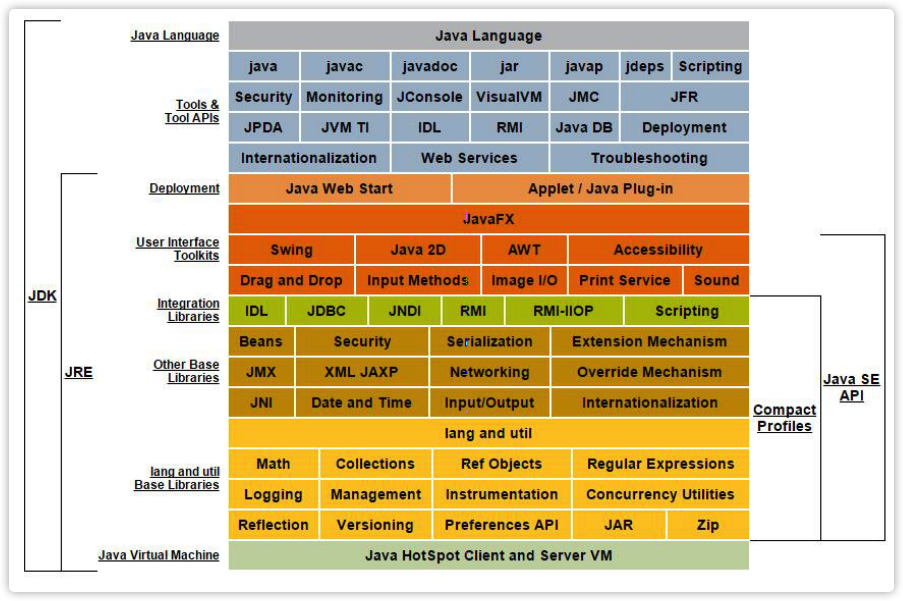 Java Language Java Language
java javac javadoc jar javap jdeps Scripting
Security Monitoring JConsole VisualVM JMC JFR
Tools &
Tool APIs
JPDA JVM TI IDL RMI Java DB Deployment
Internationalization Web Services Troubleshooting
Deployment Java Web Start Applet / Java Plug-in
JavaFX
User Interface
Toolkits
Swing Java 2D AWT Accessibility
Drag and Drop Input Methods Image I/O Print Service Sound
JDK
Integration
Libraries
IDL JDBC JNDI RMI RMI-IIOP Scripting
Beans Security Serialization Extension Mechanism
Other Base
Libraries
JRE
JMX XML JAXP Networking Override Mechanism
Java SE
API
JNI Date and Time Input/Output Internationalization
Compact
Profiles
lang and util
Math Collections Ref Objects Regular Expressions
lang and util
Base Libraries
Logging Management Instrumentation Concurrency Utilities
Reflection Versioning Preferences API JAR Zip
Java Virtual Machine Java HotSpot Client and Server VM